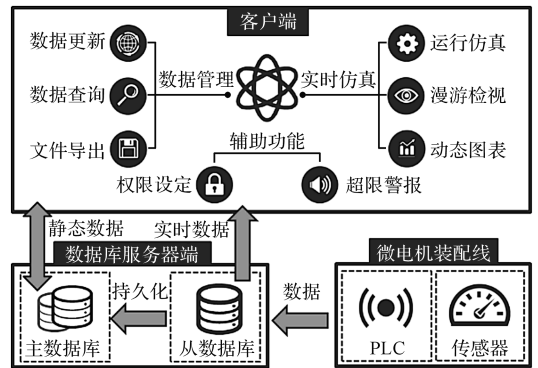 客户端
数据更新
运行仿真
数据查询
数据管理
实时仿真
漫游检视
文件导出
辅助功能
动态图表
权限设定
超限警报
静态数据
实时数据
数据库服务器端
微电机装配线
持久化
数据
主数据库
从数据库
PLC
传感器